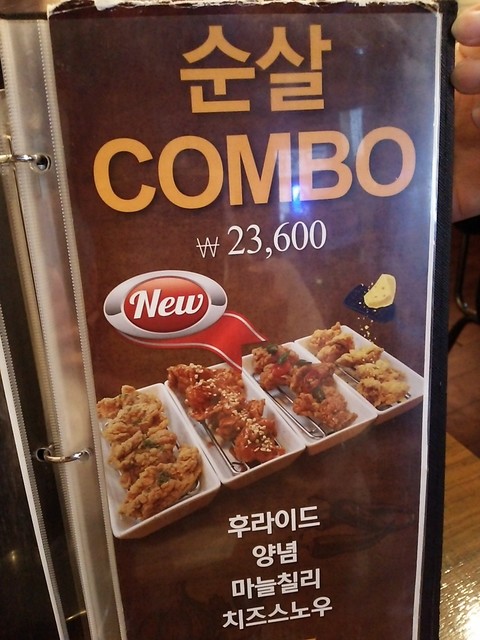 순살
COMBO
₩ 23,600
New
후라이드
양념
마늘칠리
치즈스노우